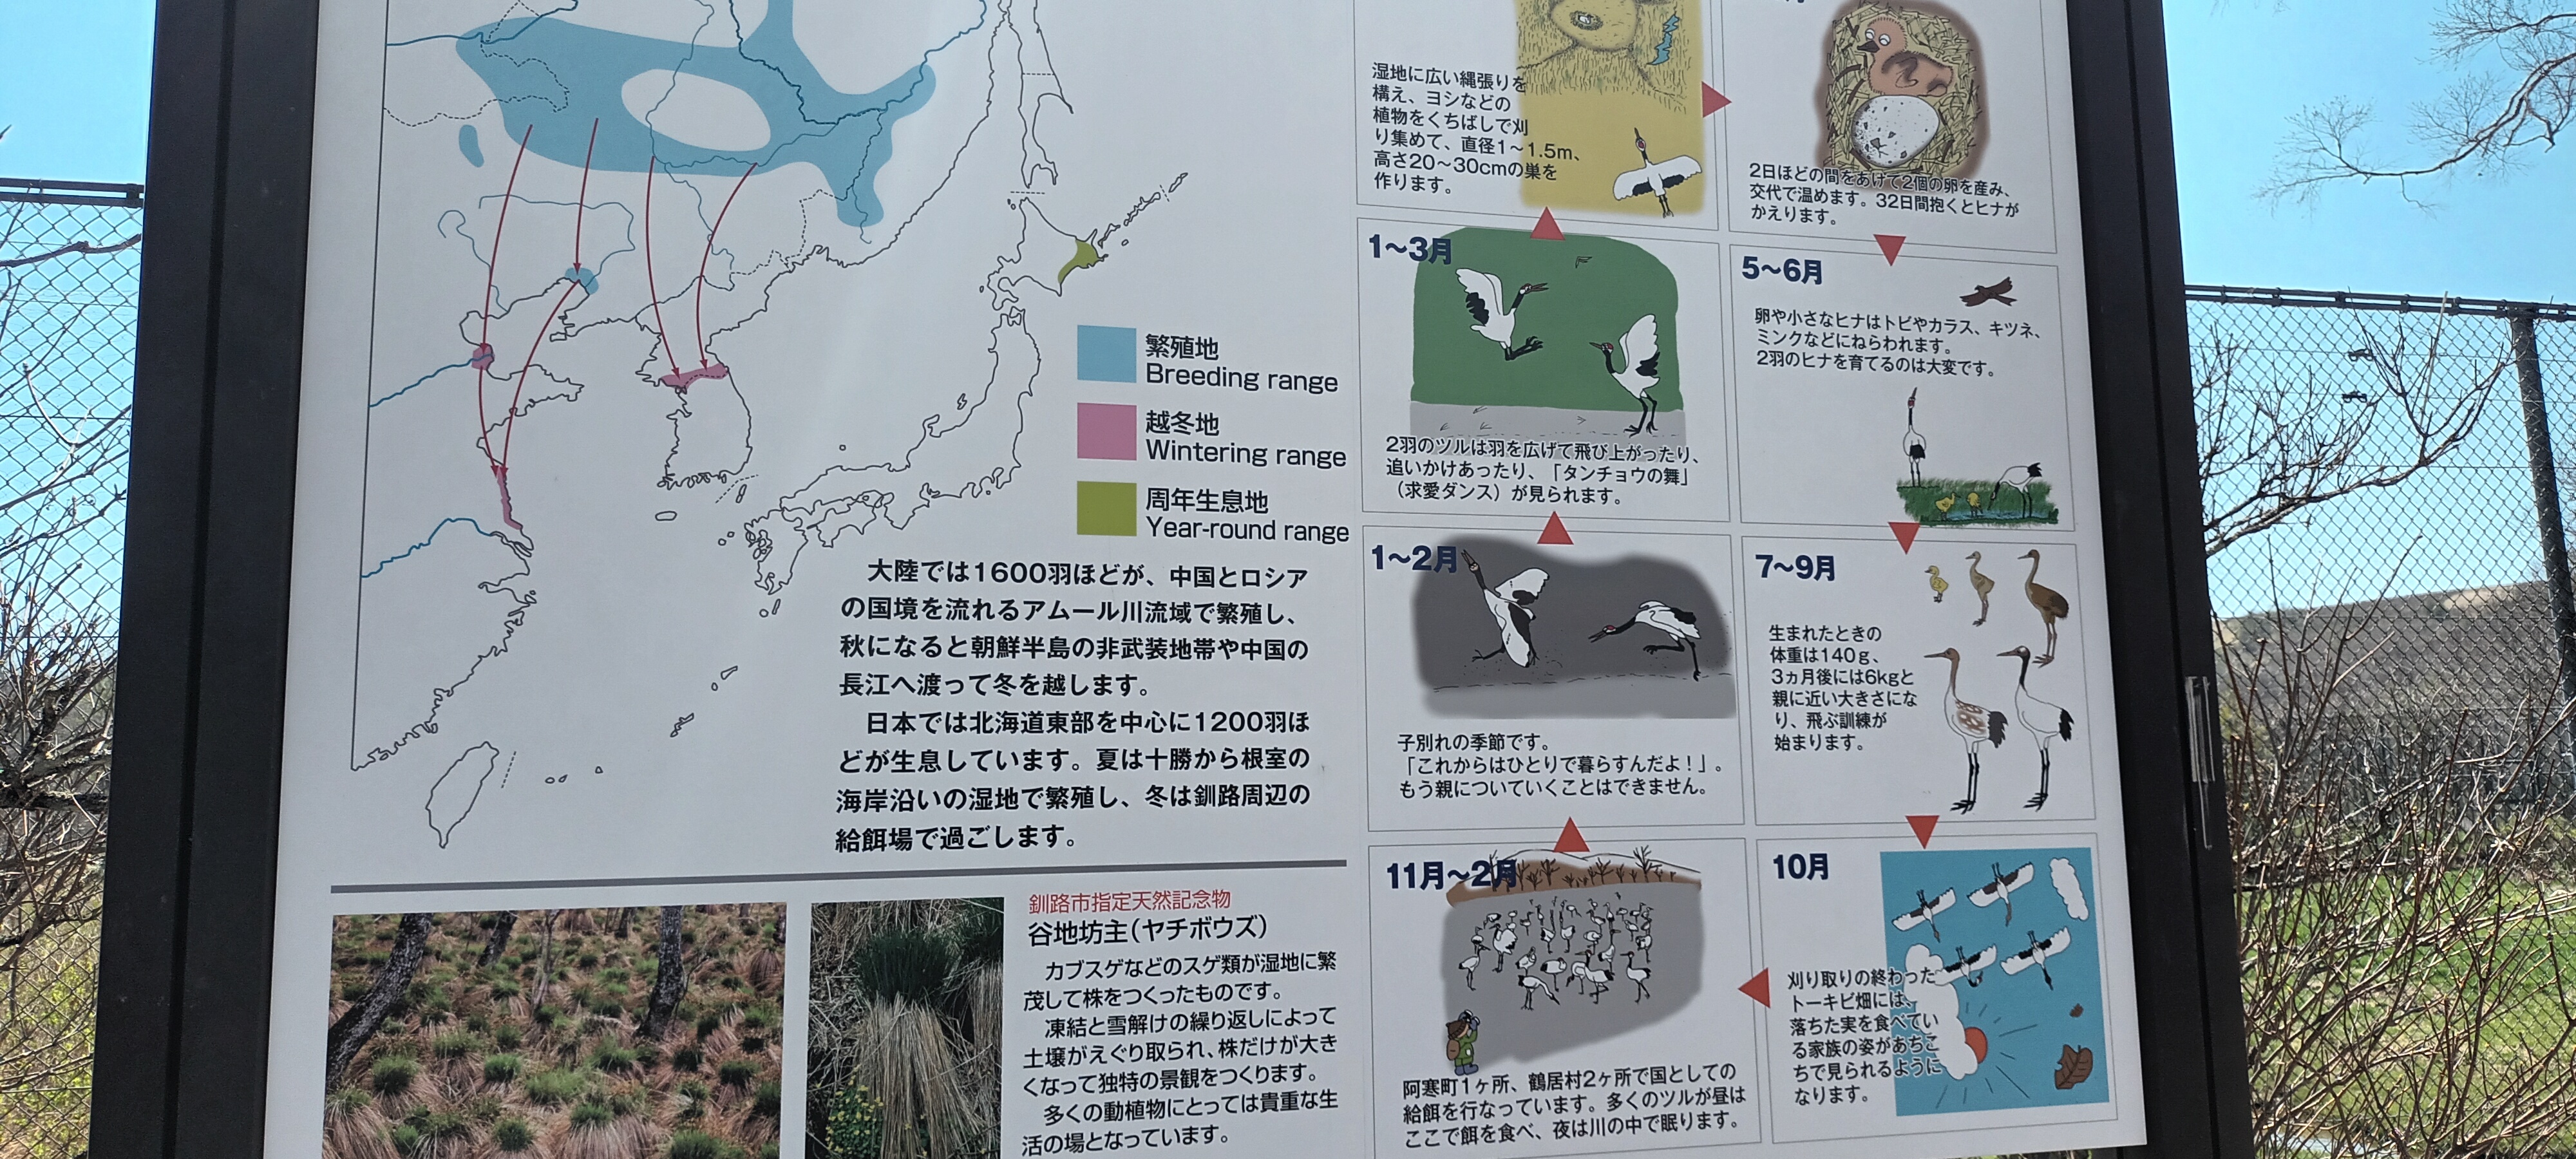 繁殖地
Breeding range
越冬地
Wintering range
周年生息地
Year-round range
大陸では1600羽ほどが、中国とロシア
の国境を流れるアムール川流域で繁殖し、
秋になると朝鮮半島の非武装地帯や中国の
長江へ渡って冬を越します。
日本では北海道東部を中心に1200羽ほ
どが生息しています。夏は十勝から根室の
海岸沿いの湿地で繁殖し、冬は釧路周辺の
給餌場で過ごします。
釧路市指定天然記念物
谷地坊主(ヤチボウズ)
カブスゲなどのスゲ類が湿地に繁
茂して株をつくったものです。
凍結と雪解けの繰り返しによって
土壌がえぐり取られ、株だけが大き
くなって独特の景観をつくります。
多くの動植物にとっては貴重な生
活の場となっています。
湿地に広い縄張りを
構え、ヨシなどの
植物をくちばしで刈
り集めて、直径1～1.5m、
高さ20～30cmの巣を
作ります。
2日ほどの間をあけて2個の卵を産み、
交代で温めます。32日間抱くとヒナが
かえります。
1～3月
2羽のツルは羽を広げて飛び上がったり、
追いかけあったり、「タンチョウの舞」
(求愛ダンス)が見られます。
5～6月
卵や小さなヒナはトビやカラス、キツネ、
ミンクなどにねらわれます。
2羽のヒナを育てるのは大変です。
1～2月
子別れの季節です。
「これからはひとりで暮らすんだよ！」。
もう親についていくことはできません。
7～9月
生まれたときの
体重は140g、
3ヵ月後には6kgと
親に近い大きさにな
り、飛ぶ訓練が
始まります。
11月～2月
阿寒町1ヶ所、鶴居村2ヶ所で国としての
給餌を行なっています。多くのツルが昼は
ここで餌を食べ、夜は川の中で眠ります。
10月
刈り取りの終わった
トーキビ畑には、
落ちた実を食べてい
る家族の姿があちこ
ちで見られるように
なります。